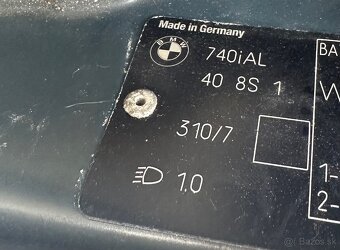 Made in Germany
BMW
740iAL
40 8S 1
310/7
1.0
BA
W
1-
2-
Bazos.sk